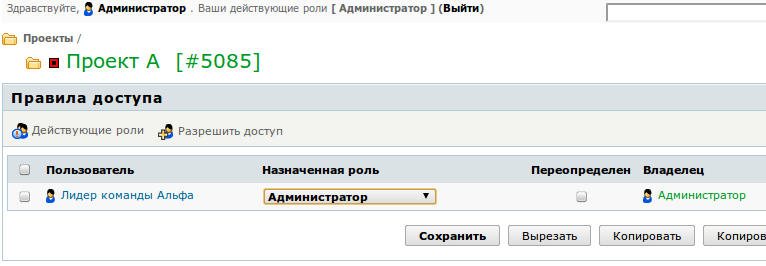 Здравствуйте, Администратор . Ваши действующие роли [ Администратор ] (Выйти)
Проекты /
Проект А [#5085]
Правила доступа
Действующие роли Разрешить доступ
Пользователь Назначенная роль Переопределен Владелец
Лидер команды Альфа Администратор Администратор
Сохранить Вырезать Копировать Копиров